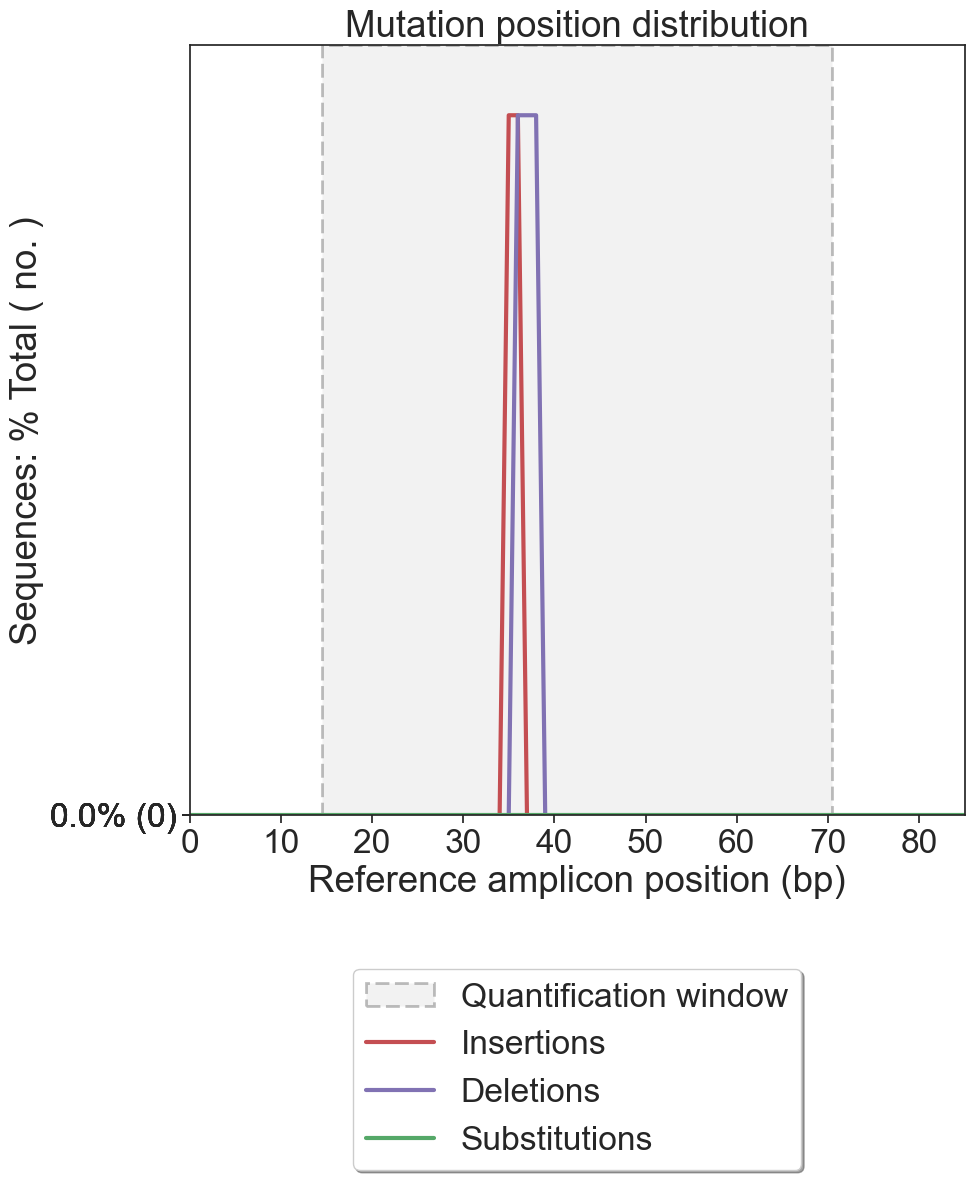 Mutation position distribution
Sequences: % Total ( no. )
0.0% (0)
0 10 20 30 40 50 60 70 80
Reference amplicon position (bp)
Quantification window
Insertions
Deletions
Substitutions